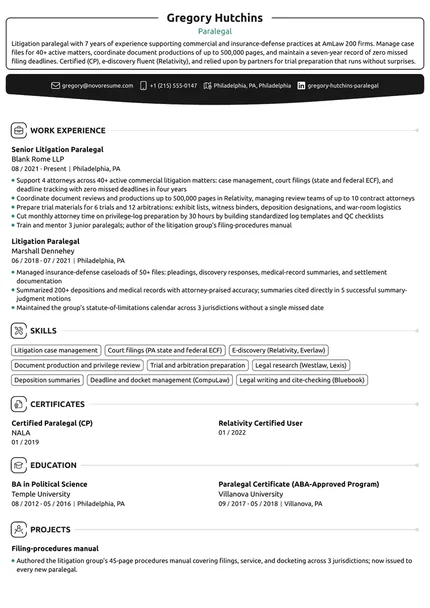 Gregory Hutchins
Paralegal
Litigation paralegal with 7 years of experience supporting commercial and insurance-defense practices at AmLaw 200 firms. Manage case
files for 40+ active matters, coordinate document productions of up to 500,000 pages, and maintain a seven-year record of zero missed
filing deadlines. Certified (CP), e-discovery fluent (Relativity), and relied upon by partners for trial preparation that runs without surprises.
gregory@novoresume.com +1 (215) 555-0147 Philadelphia, PA, Philadelphia gregory-hutchins-paralegal
WORK EXPERIENCE
Senior Litigation Paralegal
Blank Rome LLP
08 / 2021 - Present | Philadelphia, PA
• Support 4 attorneys across 40+ active commercial litigation matters: case management, court filings (state and federal ECF), and
deadline tracking with zero missed deadlines in four years
• Coordinate document reviews and productions up to 500,000 pages in Relativity, managing review teams of up to 10 contract attorneys
• Prepare trial materials for 6 trials and 12 arbitrations: exhibit lists, witness binders, deposition designations, and war-room logistics
• Cut monthly attorney time on privilege-log preparation by 30 hours by building standardized log templates and QC checklists
• Train and mentor 3 junior paralegals; author of the litigation group's filing-procedures manual
Litigation Paralegal
Marshall Dennehey
06 / 2018 - 07 / 2021 | Philadelphia, PA
• Managed insurance-defense caseloads of 50+ files: pleadings, discovery responses, medical-record summaries, and settlement
documentation
• Summarized 200+ depositions and medical records with attorney-praised accuracy; summaries cited directly in 5 successful summary-
judgment motions
• Maintained the group's statute-of-limitations calendar across 3 jurisdictions without a single missed date
SKILLS
Litigation case management Court filings (PA state and federal ECF) E-discovery (Relativity, Everlaw)
Document production and privilege review Trial and arbitration preparation Legal research (Westlaw, Lexis)
Deposition summaries Deadline and docket management (CompuLaw) Legal writing and cite-checking (Bluebook)
CERTIFICATES
Certified Paralegal (CP) Relativity Certified User
NALA 01 / 2022
01 / 2019
EDUCATION
BA in Political Science Paralegal Certificate (ABA-Approved Program)
Temple University Villanova University
08 / 2012 - 05 / 2016 | Philadelphia, PA 09 / 2017 - 05 / 2018 | Villanova, PA
PROJECTS
Filing-procedures manual
• Authored the litigation group's 45-page procedures manual covering filings, service, and docketing across 3 jurisdictions; now issued to
every new paralegal.